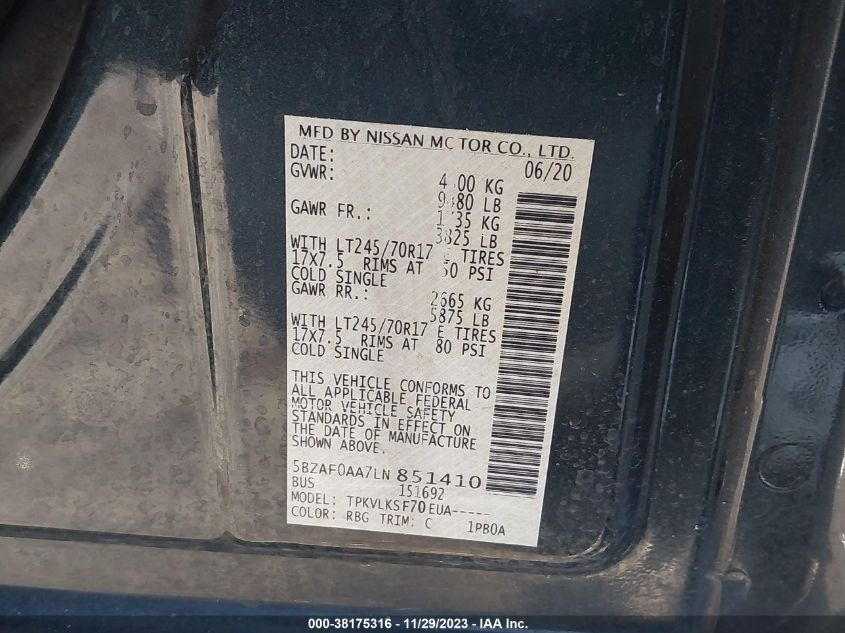 MFD BY NISSAN MOTOR CO., LTD.
DATE: 06/20
GVWR: KG
LB
GAWR FR.: KG
3825 LB
WITH LT245/70R17 E TIRES
17X7.5 RIMS AT PSI
COLD SINGLE
GAWR RR.: 2665 KG
5875 LB
WITH LT245/70R17 E TIRES
17X7.5 RIMS AT 80 PSI
COLD SINGLE
THIS VEHICLE CONFORMS TO
ALL APPLICABLE FEDERAL
MOTOR VEHICLE SAFETY
STANDARDS IN EFFECT ON
THE DATE OF MANUFACTURE
SHOWN ABOVE.
5BZAF0AA7LN 851410
BUS 151692
MODEL: TPKVLKSF70EUA-----
COLOR: RBG TRIM: C 1PB0A
000-38175316 - 11/29/2023 - IAA Inc.